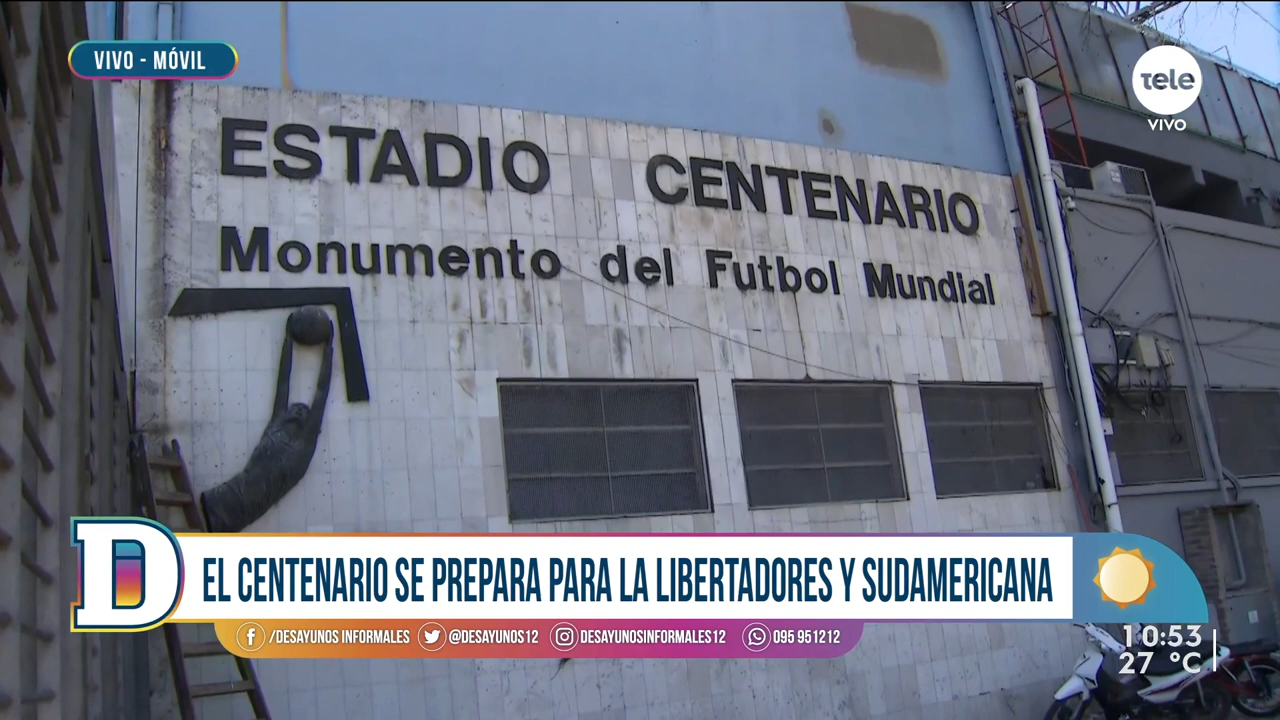 VIVO - MÓVIL
tele
VIVO
ESTADIO CENTENARIO
Monumento del Futbol Mundial
D
EL CENTENARIO SE PREPARA PARA LA LIBERTADORES Y SUDAMERICANA
/DESAYUNOS INFORMALES @DESAYUNOS12 DESAYUNOSINFORMALES12 095 951212
10:53
27 °C